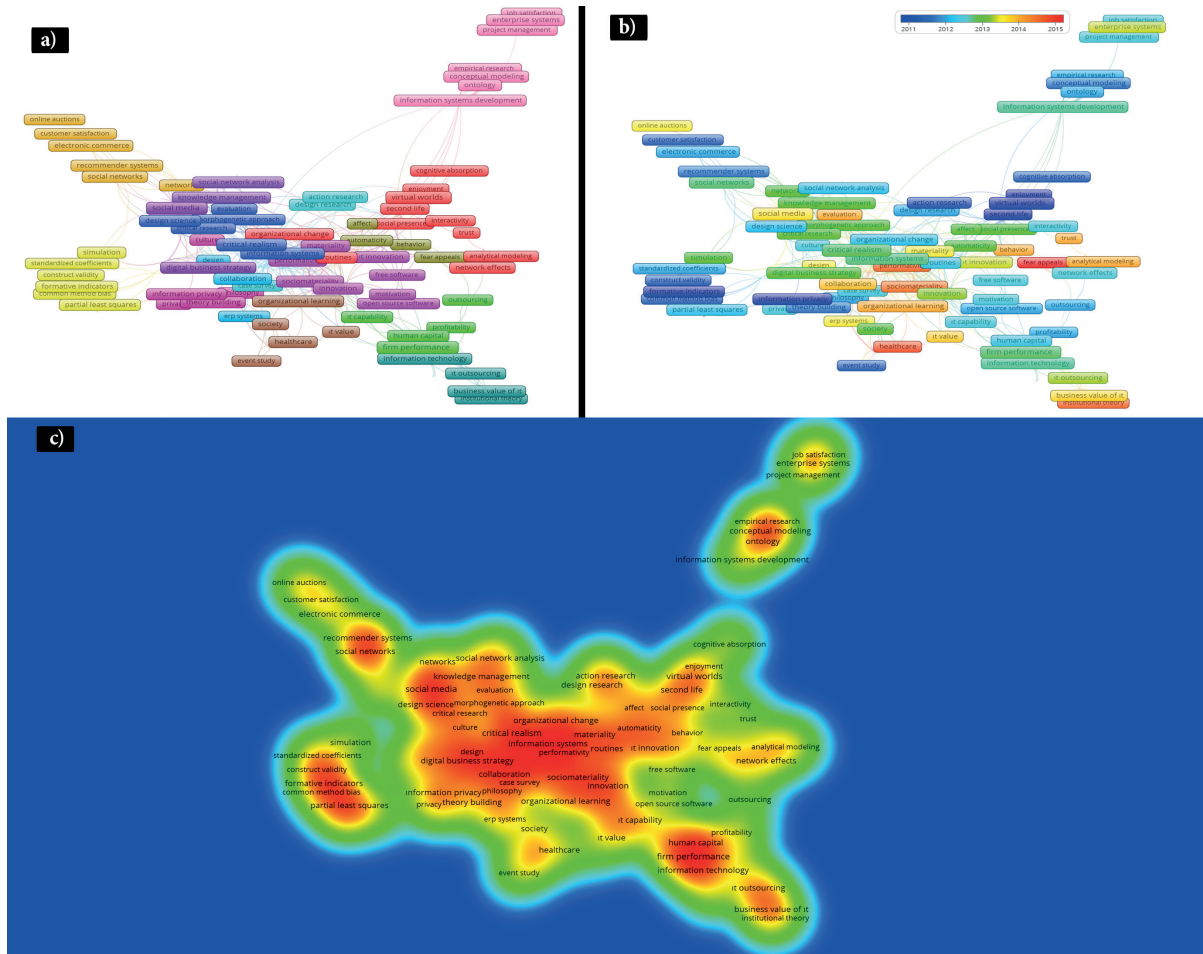 a)
job satisfaction
enterprise systems
project management
empirical research
conceptual modeling
ontology
information systems development
online auctions
customer satisfaction
electronic commerce
recommender systems
social networks
networks
social network analysis
knowledge management
social media
evaluation
design science
morphogenetic approach
critical research
culture
action research
design research
cognitive absorption
enjoyment
virtual worlds
second life
affect
social presence
interactivity
trust
organizational change
critical realism
information systems
materiality
automaticity
behavior
routines
it innovation
fear appeals
analytical modeling
network effects
simulation
standardized coefficients
construct validity
formative indicators
common method bias
partial least squares
design
digital business strategy
collaboration
case survey
sociomateriality
innovation
free software
information privacy
privacy
theory building
organizational learning
motivation
open source software
outsourcing
erp systems
society
healthcare
event study
it value
it capability
profitability
human capital
firm performance
information technology
it outsourcing
business value of it
institutional theory
b)
2011 2012 2013 2014 2015
job satisfaction
enterprise systems
project management
empirical research
conceptual modeling
ontology
information systems development
online auctions
customer satisfaction
electronic commerce
recommender systems
social networks
networks
social network analysis
knowledge management
social media
evaluation
design science
morphogenetic approach
critical research
culture
action research
design research
cognitive absorption
enjoyment
virtual worlds
second life
affect
social presence
interactivity
trust
organizational change
critical realism
information systems
materiality
automaticity
behavior
routines
it innovation
fear appeals
analytical modeling
network effects
simulation
standardized coefficients
construct validity
formative indicators
common method bias
partial least squares
design
digital business strategy
performativity
collaboration
case survey
philosophy
sociomateriality
innovation
free software
information privacy
theory building
organizational learning
motivation
open source software
outsourcing
erp systems
society
healthcare
event study
it value
it capability
profitability
human capital
firm performance
information technology
it outsourcing
business value of it
institutional theory
c)
job satisfaction
enterprise systems
project management
empirical research
conceptual modeling
ontology
information systems development
online auctions
customer satisfaction
electronic commerce
recommender systems
social networks
networks
social network analysis
knowledge management
social media
evaluation
design science
morphogenetic approach
critical research
culture
action research
design research
cognitive absorption
enjoyment
virtual worlds
second life
affect
social presence
interactivity
trust
organizational change
critical realism
materiality
automaticity
behavior
information systems
performativity
routines
it innovation
fear appeals
analytical modeling
network effects
simulation
standardized coefficients
construct validity
formative indicators
common method bias
partial least squares
design
digital business strategy
collaboration
case survey
sociomateriality
innovation
free software
information privacy
philosophy
privacy
theory building
organizational learning
motivation
open source software
outsourcing
erp systems
society
healthcare
event study
it value
it capability
profitability
human capital
firm performance
information technology
it outsourcing
business value of it
institutional theory